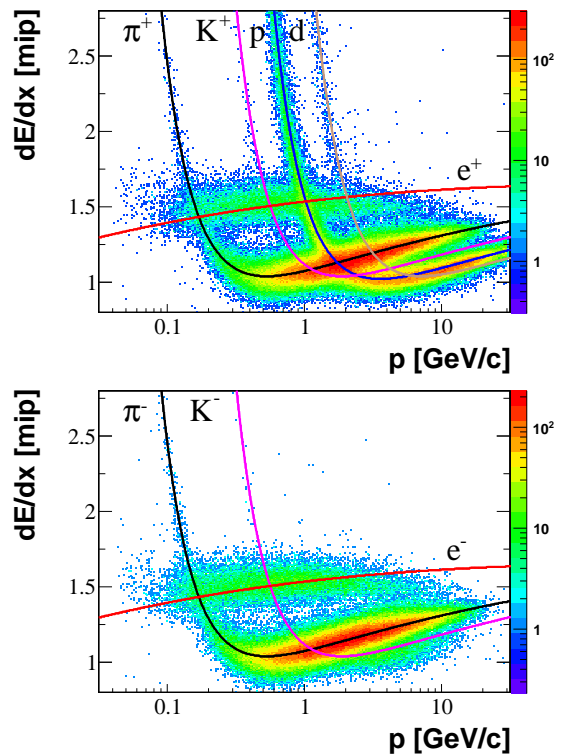 dE/dx [mip]
π⁺ K⁺ p d
e⁺
2.5
2
1.5
1
0.1 1 10
p [GeV/c]
10²
10
1
dE/dx [mip]
π⁻ K⁻
e⁻
2.5
2
1.5
1
0.1 1 10
p [GeV/c]
10²
10
1